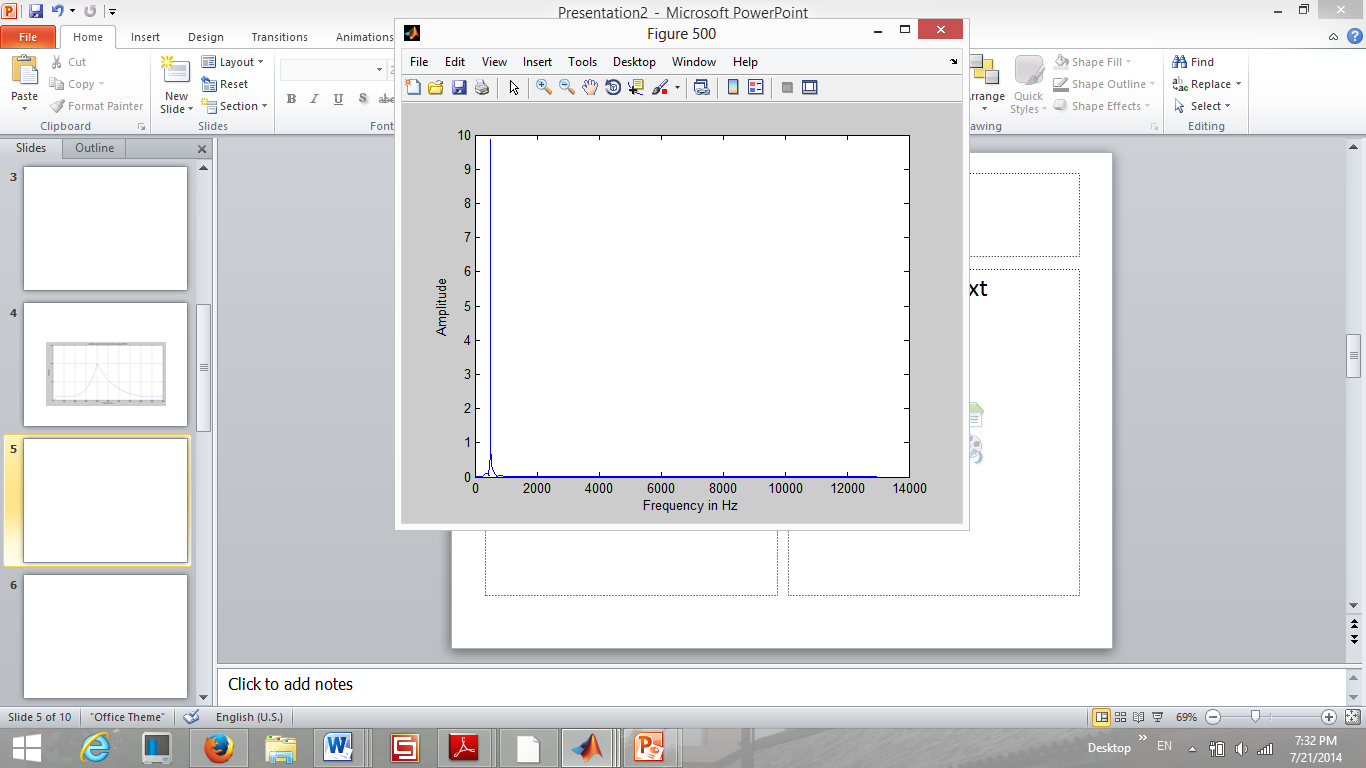 Presentation2 - Microsoft PowerPoint
File Home Insert Design Transitions Animations
Paste
Cut
Copy
Format Painter
Clipboard
New Slide
Layout
Reset
Section
Slides
B I U S abc
Font
Arrange
Quick Styles
Shape Fill
Shape Outline
Shape Effects
Find
Replace
Select
Editing
Figure 500
File Edit View Insert Tools Desktop Window Help
10
9
8
7
6
5
4
3
2
1
0
Amplitude
0 2000 4000 6000 8000 10000 12000 14000
Frequency in Hz
Slides Outline
3
4
5
6
xt
Click to add notes
Slide 5 of 10 "Office Theme" English (U.S.) 69%
Desktop EN 7:32 PM
7/21/2014